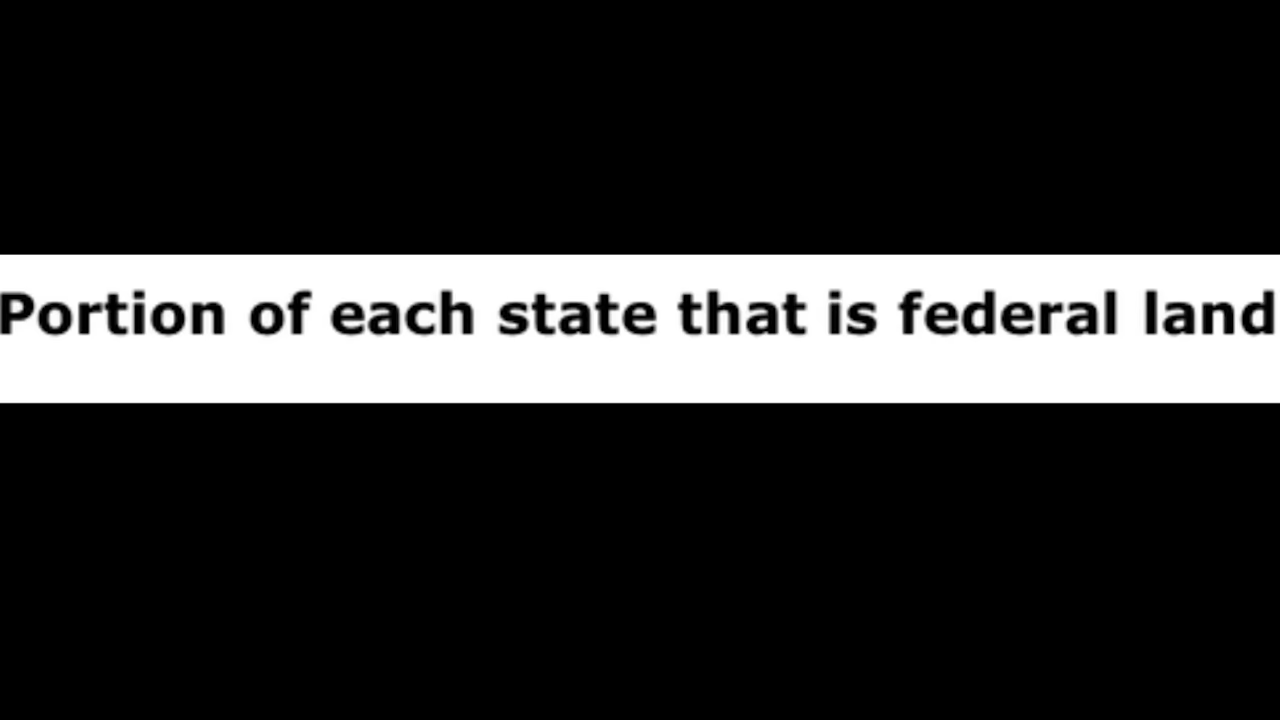 Portion of each state that is federal land